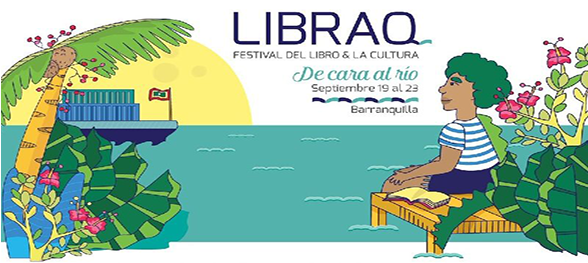 LIBRAQ
FESTIVAL DEL LIBRO & LA CULTURA
De cara al río
Septiembre 19 al 23
Barranquilla